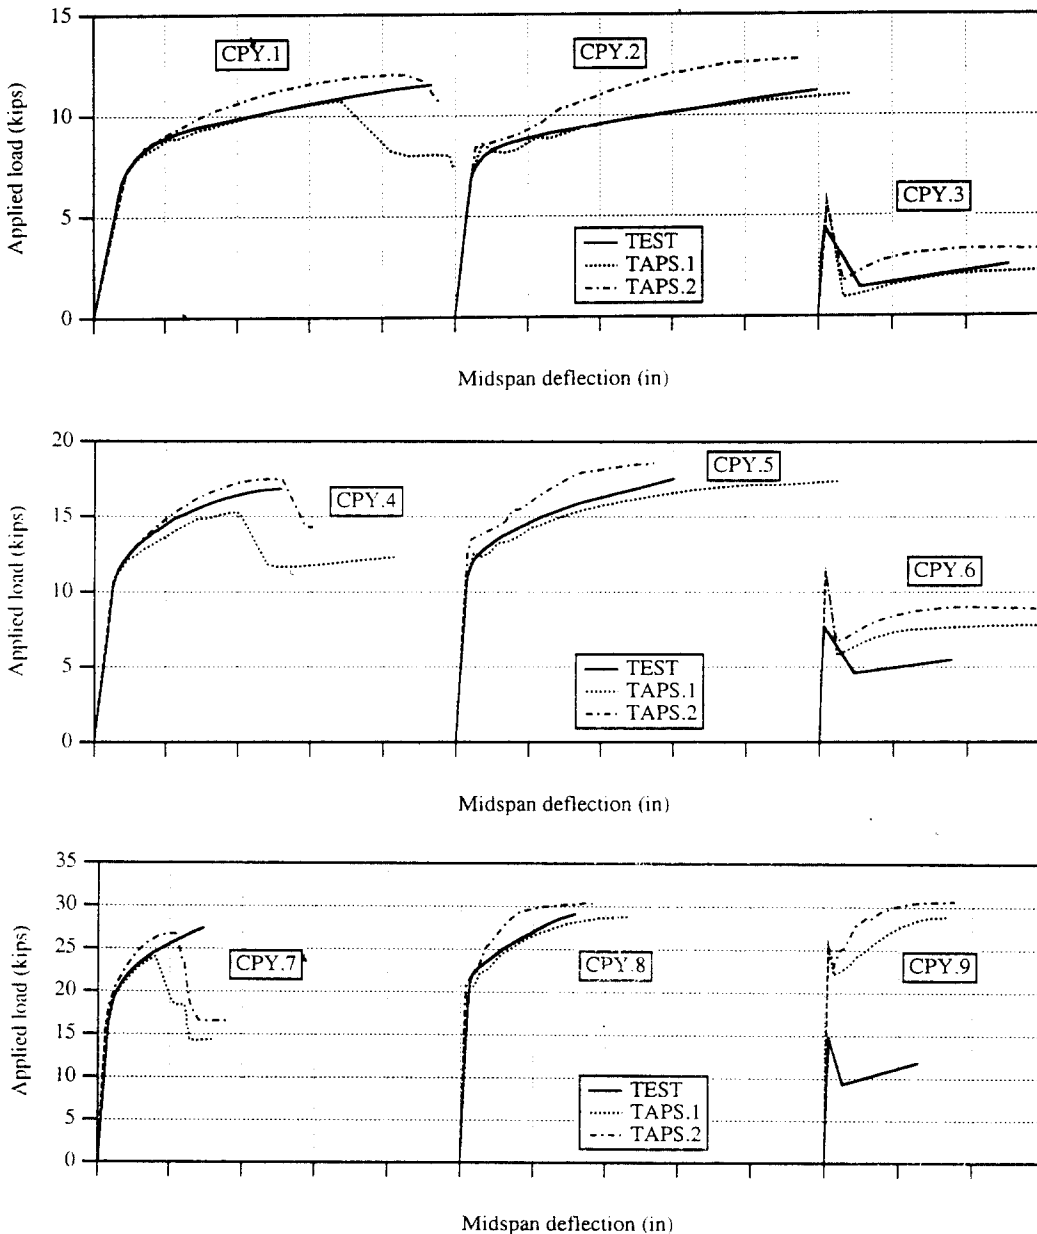 15
10
5
0
Applied load (kips)
CPY.1
CPY.2
CPY.3
TEST
TAPS.1
TAPS.2
Midspan deflection (in)
20
15
10
5
0
Applied load (kips)
CPY.4
CPY.5
CPY.6
TEST
TAPS.1
TAPS.2
Midspan deflection (in)
35
30
25
20
15
10
5
0
Applied load (kips)
CPY.7
CPY.8
CPY.9
TEST
TAPS.1
TAPS.2
Midspan deflection (in)